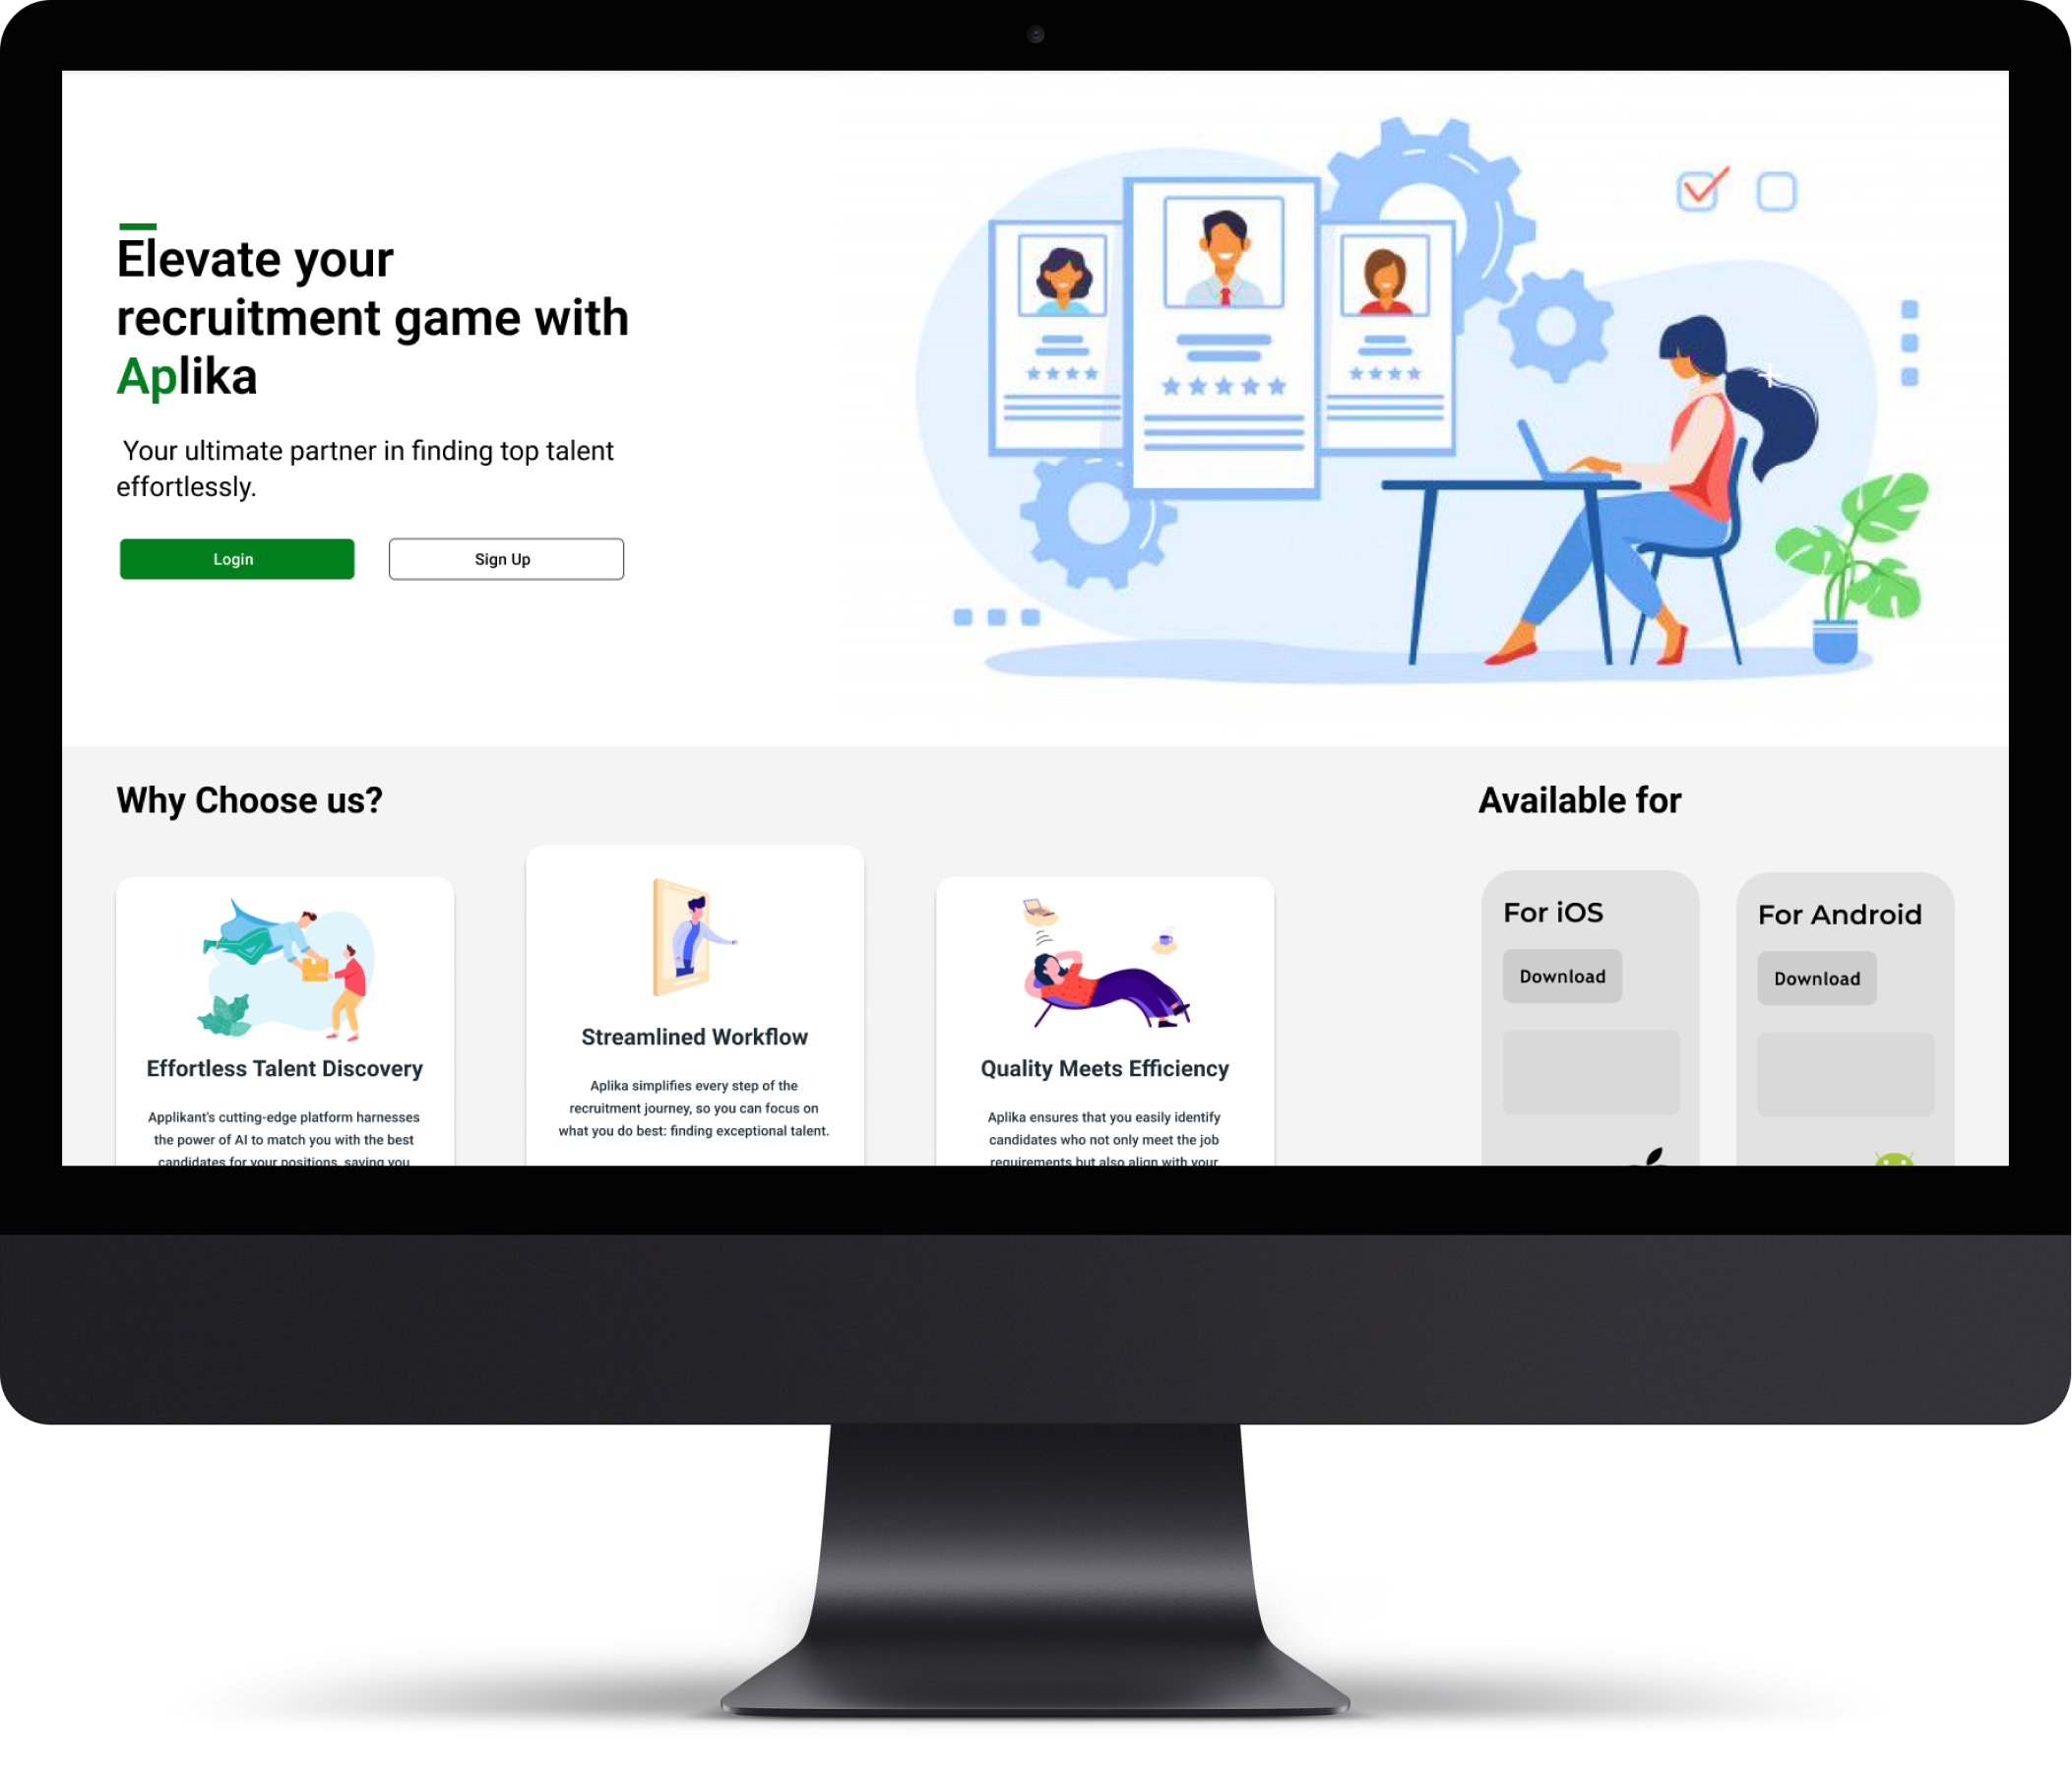 Elevate your
recruitment game with
Aplika
Your ultimate partner in finding top talent
effortlessly.
Login
Sign Up
Why Choose us?
Effortless Talent Discovery
Applikant's cutting-edge platform harnesses
the power of AI to match you with the best
candidates for your positions, saving you
Streamlined Workflow
Aplika simplifies every step of the
recruitment journey, so you can focus on
what you do best: finding exceptional talent.
Quality Meets Efficiency
Aplika ensures that you easily identify
candidates who not only meet the job
requirements but also align with your
Available for
For iOS
Download
For Android
Download